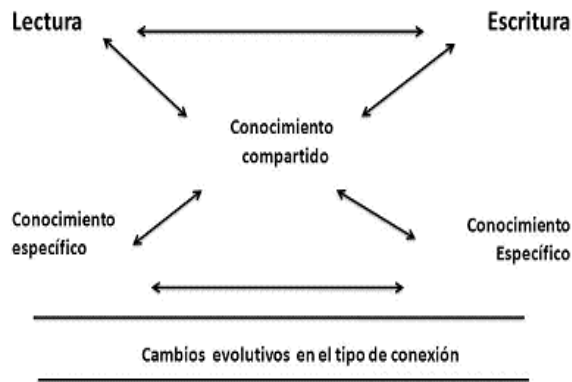 Lectura
Escritura
Conocimiento
compartido
Conocimiento
específico
Conocimiento
Específico
Cambios evolutivos en el tipo de conexión